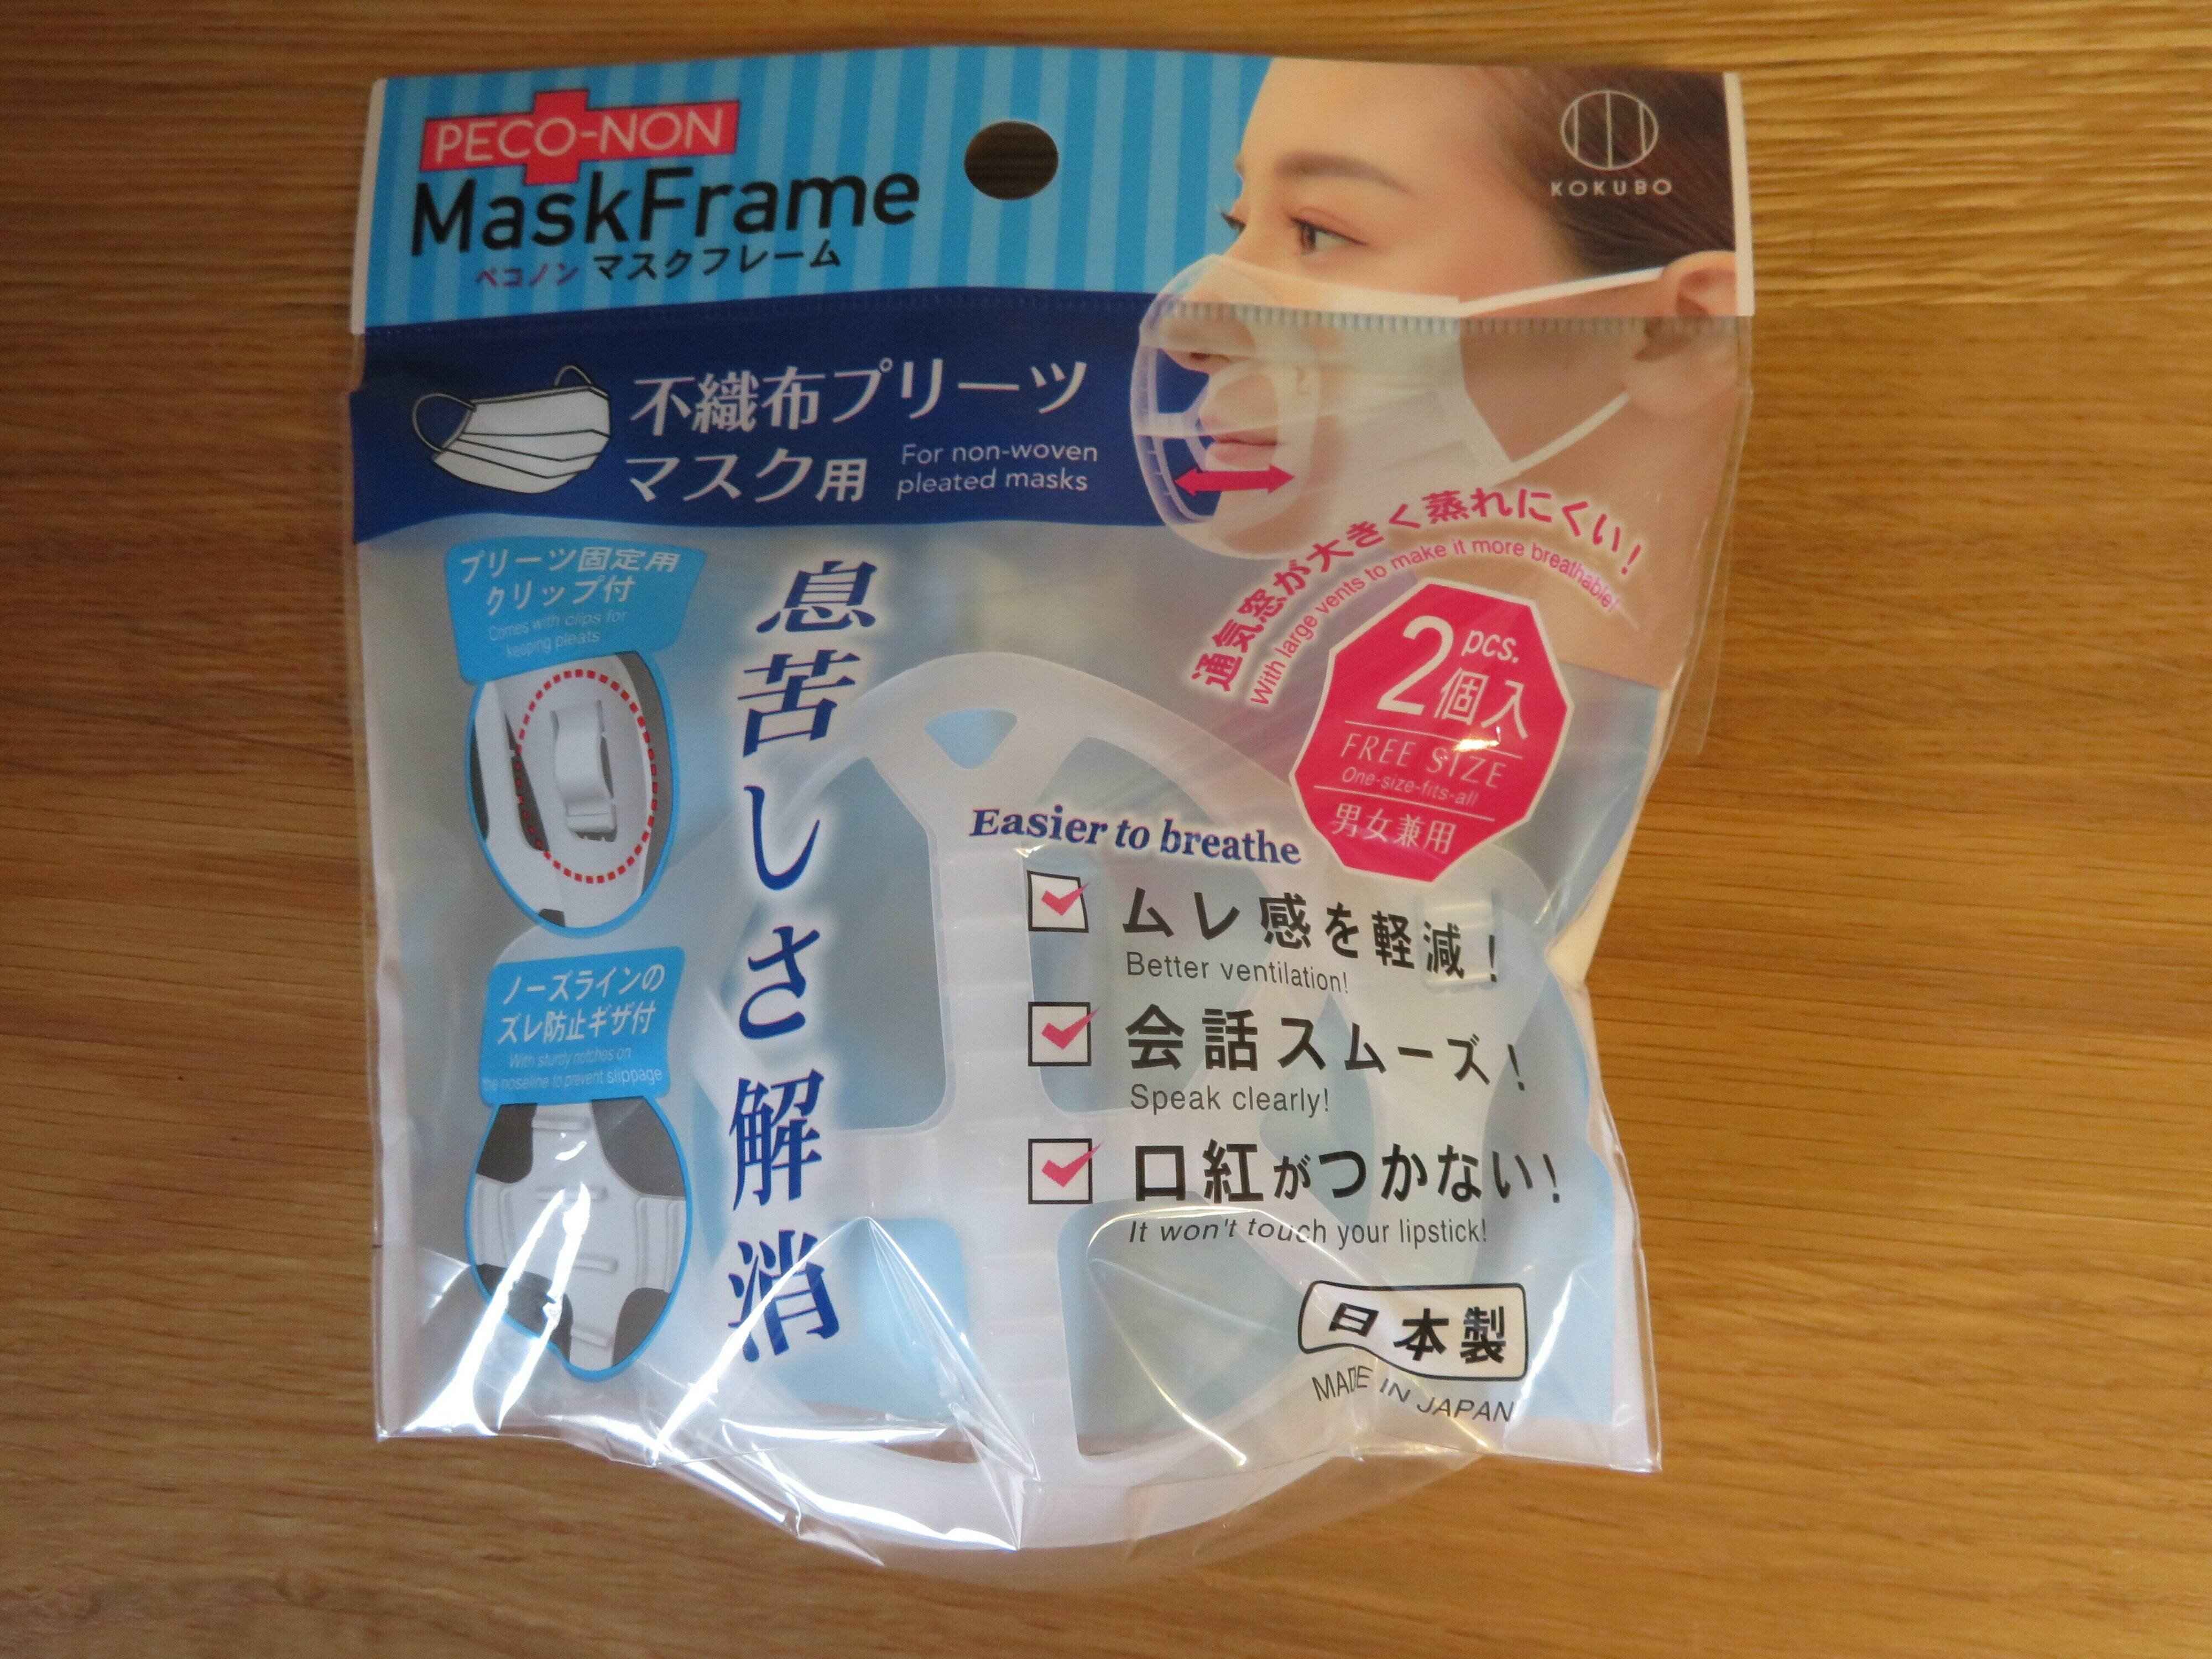 PECO-NON
MaskFrame
ペコノン マスクフレーム
KOKUBO
不織布プリーツ
マスク用
For non-woven
pleated masks
通気窓が大きく蒸れにくい！
With large vents to make it more breathable!
2 pcs.
個入
FREE SIZE
One-size-fits-all
男女兼用
プリーツ固定用
クリップ付
Comes with clips for
keeping pleats
息苦しさ解消
ノーズラインの
ズレ防止ギザ付
With sturdy notches on
the noseline to prevent slippage
Easier to breathe
ムレ感を軽減！
Better ventilation!
会話スムーズ！
Speak clearly!
口紅がつかない！
It won't touch your lipstick!
日本製
MADE IN JAPAN